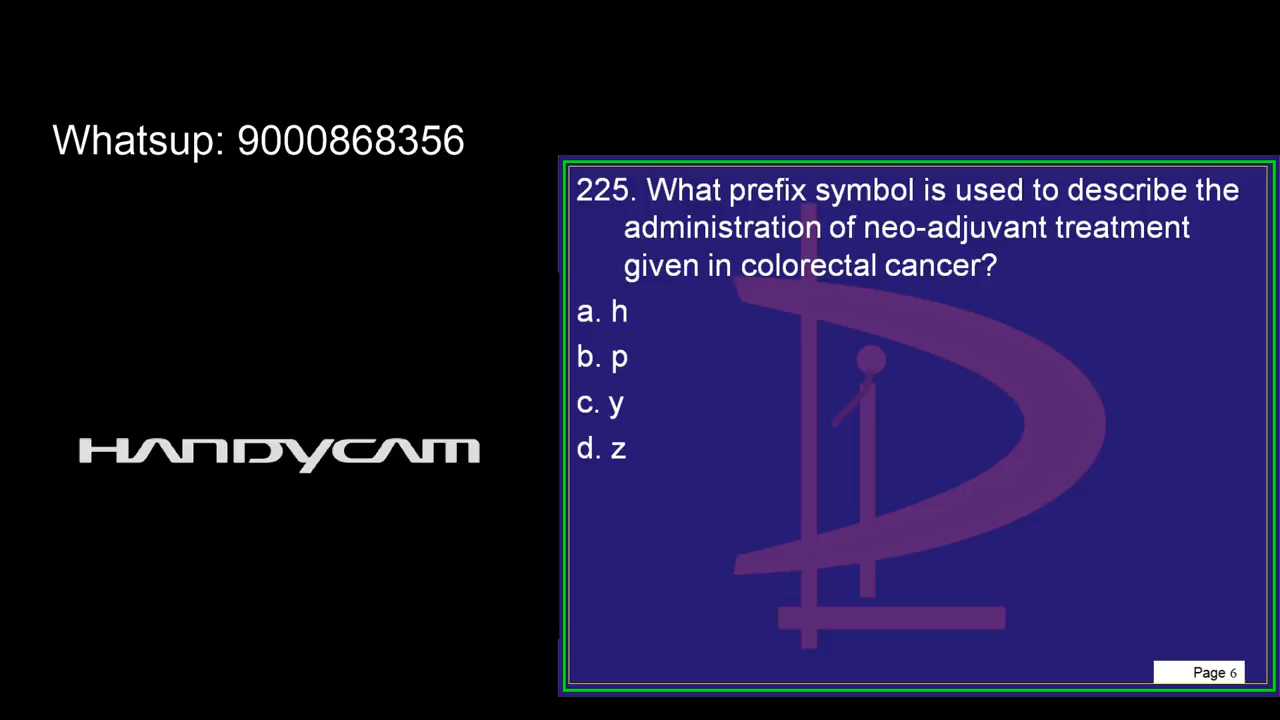 Whatsup: 9000868356
HANDYCAM
225. What prefix symbol is used to describe the
administration of neo-adjuvant treatment
given in colorectal cancer?
a. h
b. p
c. y
d. z
Page 6